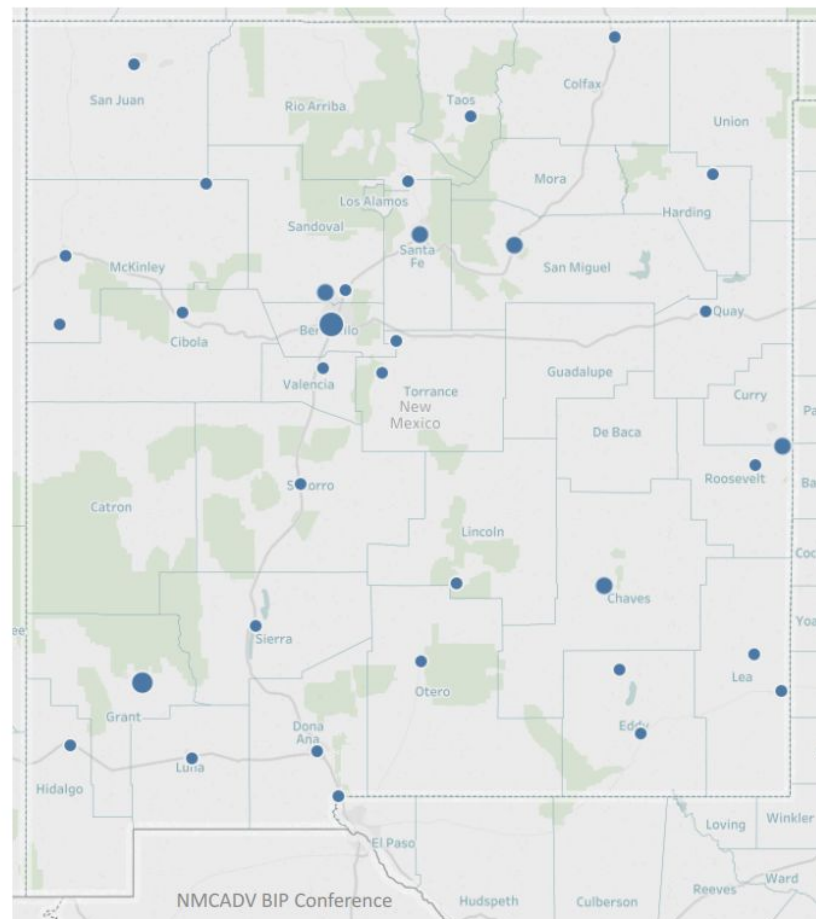 San Juan
Rio Arriba
Taos
Colfax
Union
Mora
Los Alamos
Harding
Sandoval
Santa
Fe
McKinley
San Miguel
Quay
Cibola
Valencia
Guadalupe
Torrance
New
Mexico
Curry
De Baca
Roosevelt
Catron
Lincoln
Chaves
Sierra
Lea
Grant
Otero
Dona
Ana
Hidalgo
Loving
Winkler
El Paso
Ward
Reeves
NMCADV BIP Conference
Hudspeth
Culberson